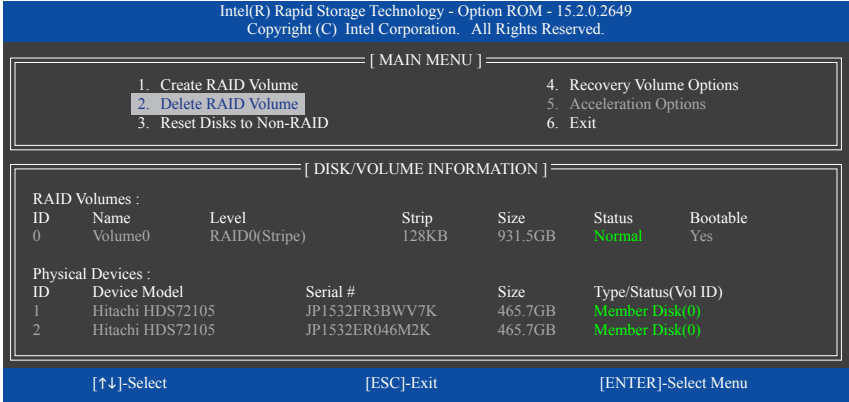 Intel(R) Rapid Storage Technology - Option ROM - 15.2.0.2649
Copyright (C) Intel Corporation. All Rights Reserved.
[ MAIN MENU ]
1. Create RAID Volume 4. Recovery Volume Options
2. Delete RAID Volume 5. Acceleration Options
3. Reset Disks to Non-RAID 6. Exit
[ DISK/VOLUME INFORMATION ]
RAID Volumes :
ID Name Level Strip Size Status Bootable
0 Volume0 RAID0(Stripe) 128KB 931.5GB Normal Yes
Physical Devices :
ID Device Model Serial # Size Type/Status(Vol ID)
1 Hitachi HDS72105 JP1532FR3BWV7K 465.7GB Member Disk(0)
2 Hitachi HDS72105 JP1532ER046M2K 465.7GB Member Disk(0)
[↑↓]-Select [ESC]-Exit [ENTER]-Select Menu